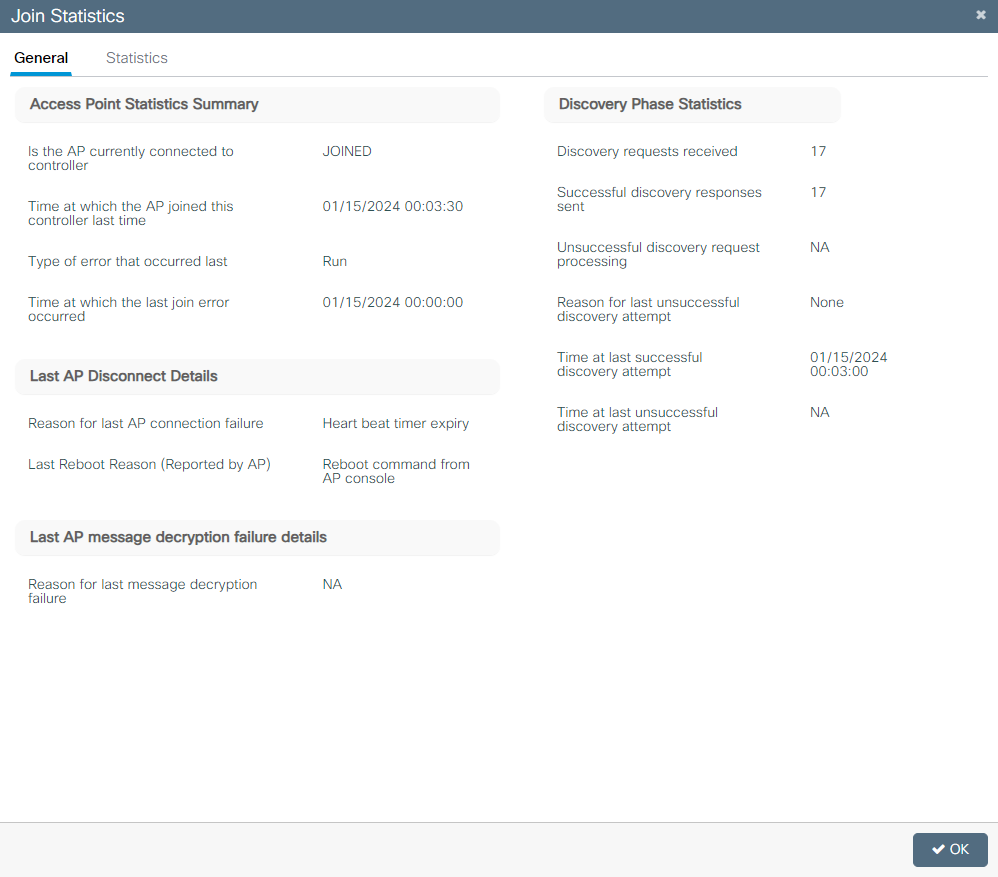 Join Statistics
General
Statistics
Access Point Statistics Summary
Is the AP currently connected to
controller
JOINED
Time at which the AP joined this
controller last time
01/15/2024 00:03:30
Type of error that occurred last
Run
Time at which the last join error
occurred
01/15/2024 00:00:00
Last AP Disconnect Details
Reason for last AP connection failure
Heart beat timer expiry
Last Reboot Reason (Reported by AP)
Reboot command from
AP console
Last AP message decryption failure details
Reason for last message decryption
failure
NA
Discovery Phase Statistics
Discovery requests received
17
Successful discovery responses
sent
17
Unsuccessful discovery request
processing
NA
Reason for last unsuccessful
discovery attempt
None
Time at last successful
discovery attempt
01/15/2024
00:03:00
Time at last unsuccessful
discovery attempt
NA
OK